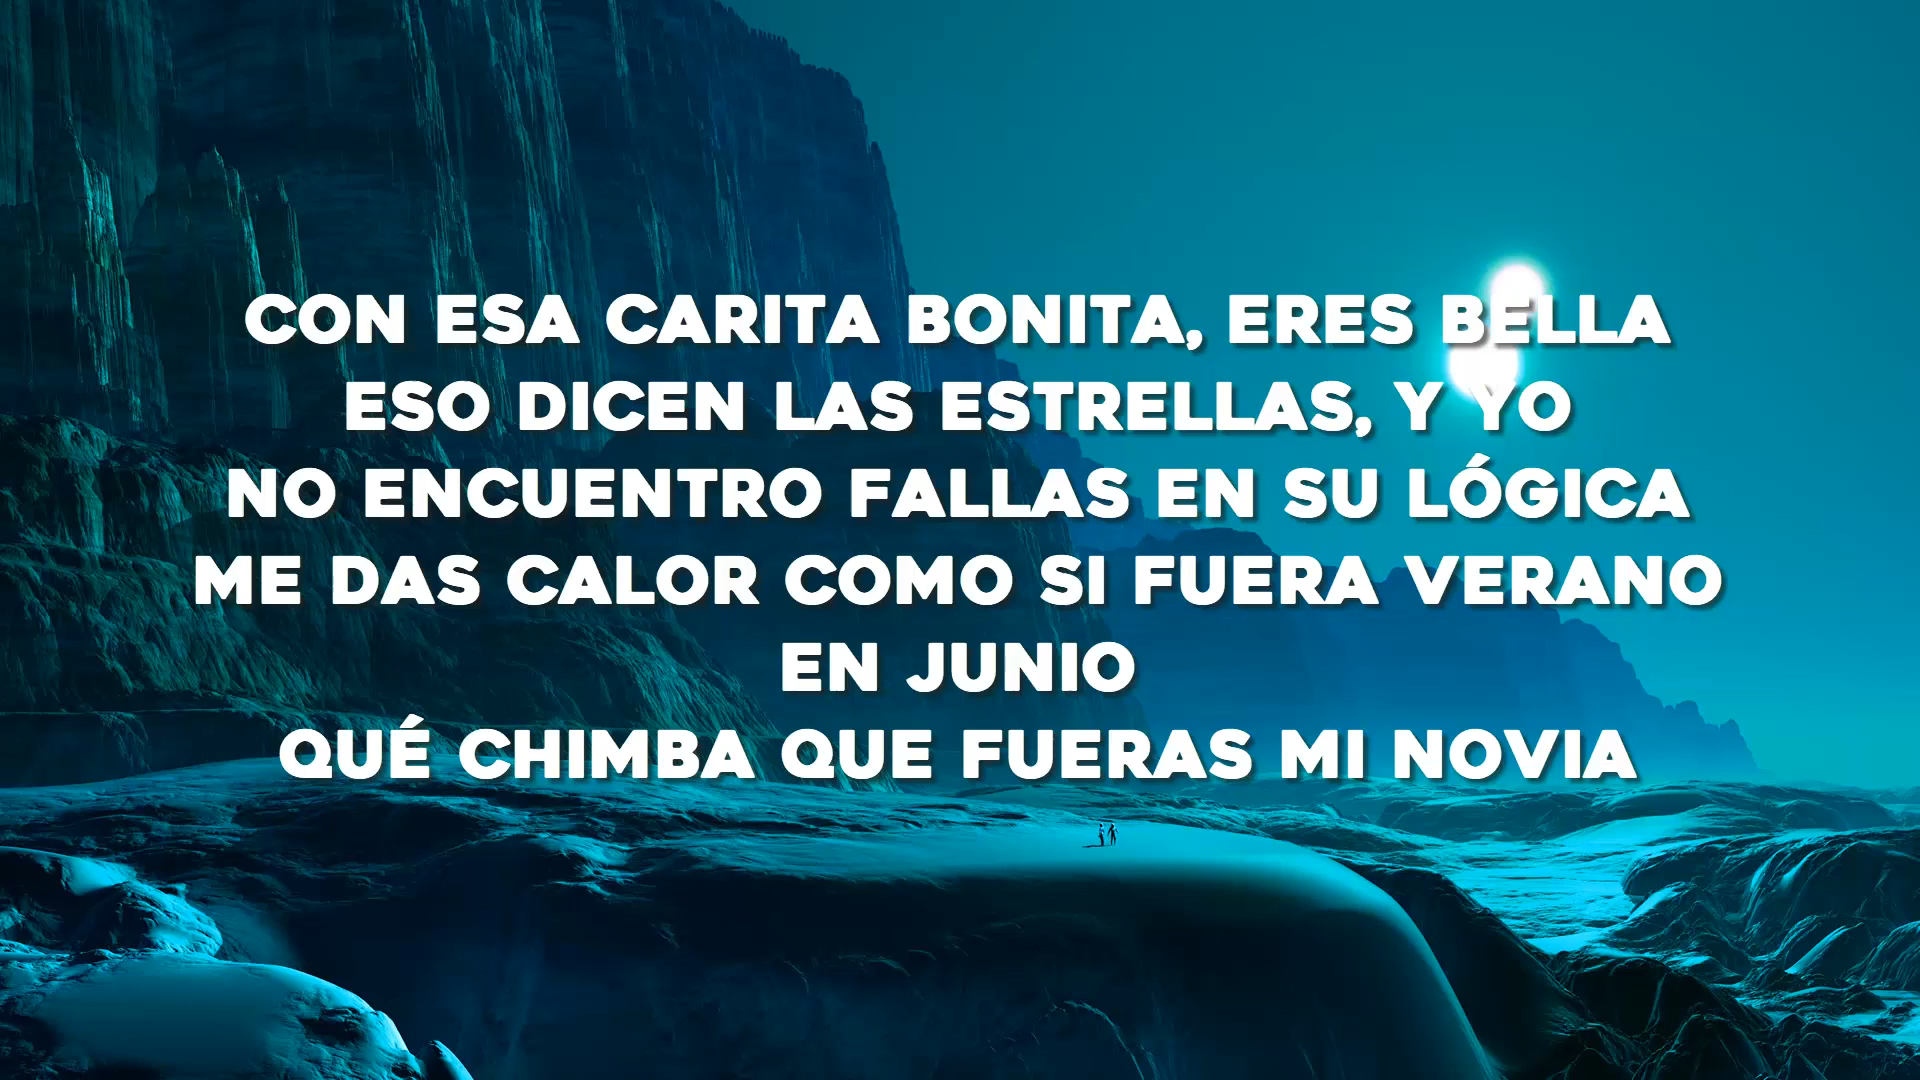 CON ESA CARITA BONITA, ERES BELLA
ESO DICEN LAS ESTRELLAS, Y YO
NO ENCUENTRO FALLAS EN SU LÓGICA
ME DAS CALOR COMO SI FUERA VERANO
EN JUNIO
QUÉ CHIMBA QUE FUERAS MI NOVIA